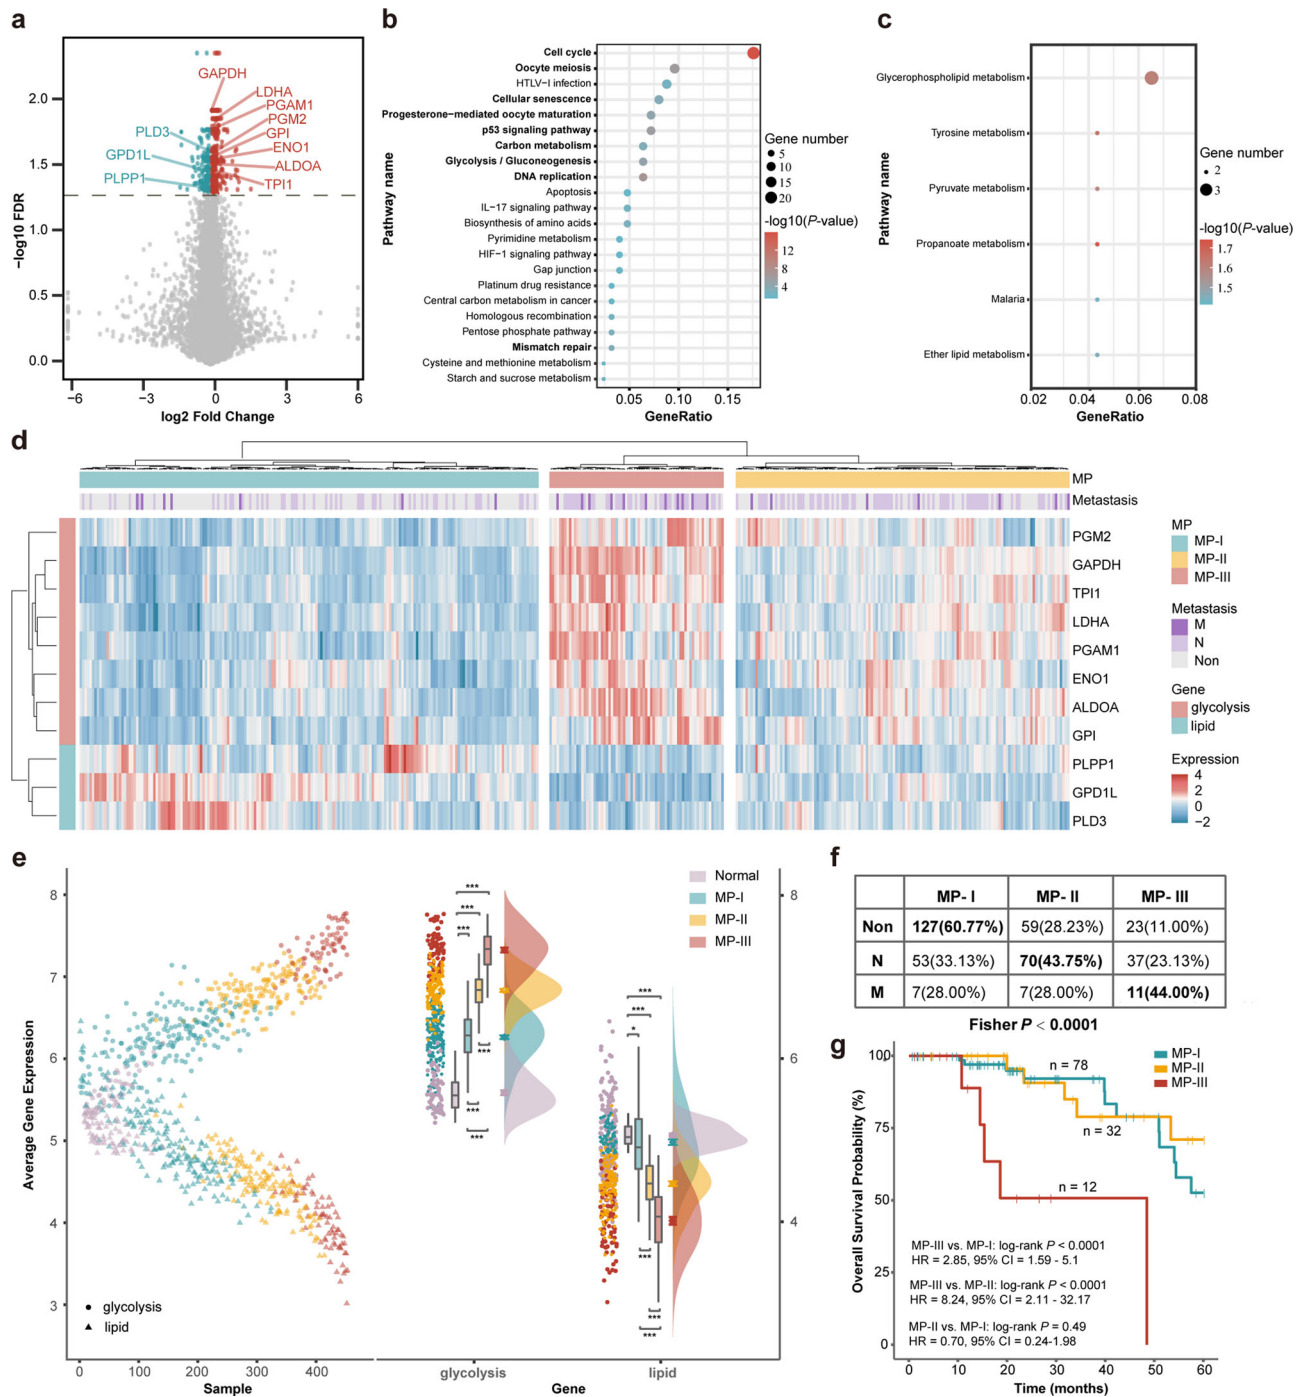 a
−log10 FDR
2.0
1.5
1.0
0.5
0.0
GAPDH
LDHA
PGAM1
PGM2
GPI
ENO1
ALDOA
TPI1
PLD3
GPD1L
PLPP1
−6
−3
0
3
6
log2 Fold Change
b
Pathway name
Cell cycle
Oocyte meiosis
HTLV−I infection
Cellular senescence
Progesterone−mediated oocyte maturation
p53 signaling pathway
Carbon metabolism
Glycolysis / Gluconeogenesis
DNA replication
Apoptosis
IL−17 signaling pathway
Biosynthesis of amino acids
Pyrimidine metabolism
HIF−1 signaling pathway
Gap junction
Platinum drug resistance
Central carbon metabolism in cancer
Homologous recombination
Pentose phosphate pathway
Mismatch repair
Cysteine and methionine metabolism
Starch and sucrose metabolism
0.05
0.10
0.15
GeneRatio
Gene number
5
10
15
20
-log10(P-value)
12
8
4
c
Pathway name
Glycerophospholipid metabolism
Tyrosine metabolism
Pyruvate metabolism
Propanoate metabolism
Malaria
Ether lipid metabolism
0.02
0.04
0.06
0.08
GeneRatio
Gene number
2
3
-log10(P-value)
1.7
1.6
1.5
d
MP
Metastasis
PGM2
GAPDH
TPI1
LDHA
PGAM1
ENO1
ALDOA
GPI
PLPP1
GPD1L
PLD3
MP
MP-I
MP-II
MP-III
Metastasis
M
N
Non
Gene
glycolysis
lipid
Expression
4
2
0
−2
e
Average Gene Expression
8
7
6
5
4
3
glycolysis
lipid
0
100
200
300
400
Sample
***
***
***
***
***
***
***
***
*
***
***
***
Normal
MP-I
MP-II
MP-III
8
6
4
glycolysis
lipid
Gene
f
MP- I
MP- II
MP- III
Non
127(60.77%)
59(28.23%)
23(11.00%)
N
53(33.13%)
70(43.75%)
37(23.13%)
M
7(28.00%)
7(28.00%)
11(44.00%)
Fisher P < 0.0001
g
Overall Survival Probability (%)
100
75
50
25
0
n = 78
n = 32
n = 12
MP-I
MP-II
MP-III
MP-III vs. MP-I: log-rank P < 0.0001
HR = 2.85, 95% CI = 1.59 - 5.1
MP-III vs. MP-II: log-rank P < 0.0001
HR = 8.24, 95% CI = 2.11 - 32.17
MP-II vs. MP-I: log-rank P = 0.49
HR = 0.70, 95% CI = 0.24-1.98
0
10
20
30
40
50
60
Time (months)